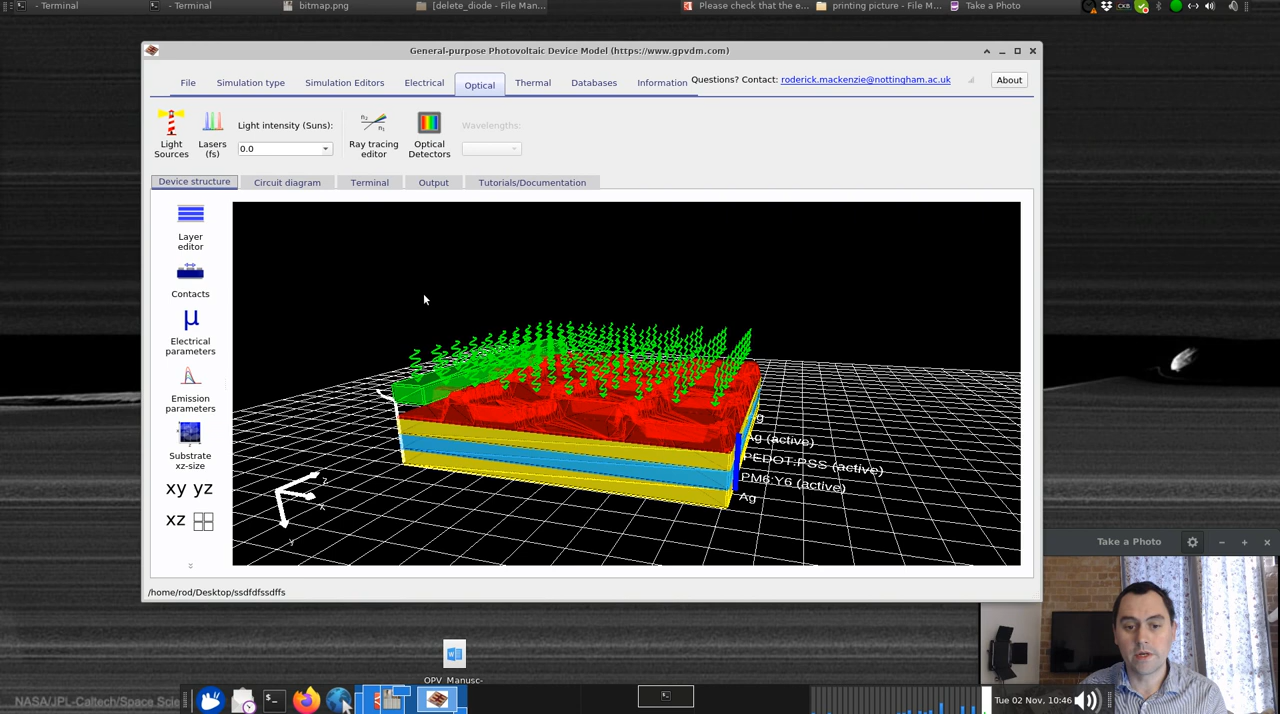 - Terminal
- Terminal
bitmap.png
[delete_diode - File Man...
Please check that the e...
printing picture - File M...
Take a Photo
General-purpose Photovoltaic Device Model (https://www.gpvdm.com)
File
Simulation type
Simulation Editors
Electrical
Optical
Thermal
Databases
Information
Questions? Contact: roderick.mackenzie@nottingham.ac.uk
About
Light Sources
Lasers (fs)
Light intensity (Suns):
0.0
n₂
n₁
Ray tracing editor
Optical Detectors
Wavelengths:
Device structure
Circuit diagram
Terminal
Output
Tutorials/Documentation
Layer editor
Contacts
μ
Electrical parameters
Emission parameters
Substrate xz-size
xy yz
xz
Ag (active)
PEDOT:PSS (active)
PM6:Y6 (active)
Ag
z
x
y
/home/rod/Desktop/ssdfdfssdffs
Take a Photo
OPV_Manusc-
NASA/JPL-Caltech/Space Scie
Tue 02 Nov, 10:46